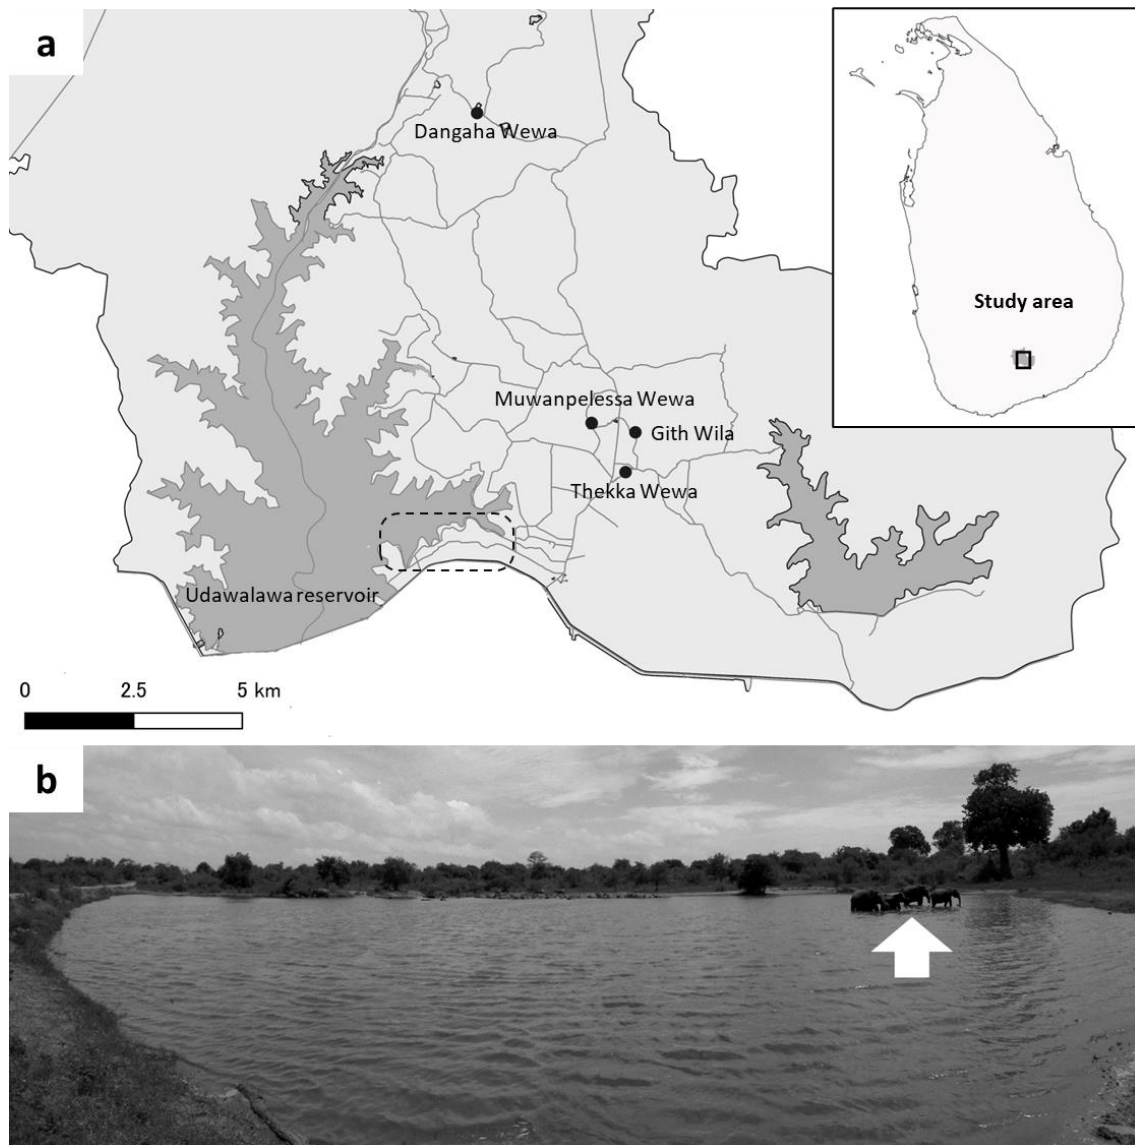 a
Dangaha Wewa
Study area
Muwanpelessa Wewa
Gith Wila
Thekka Wewa
Udawalawa reservoir
0 2.5 5 km
b